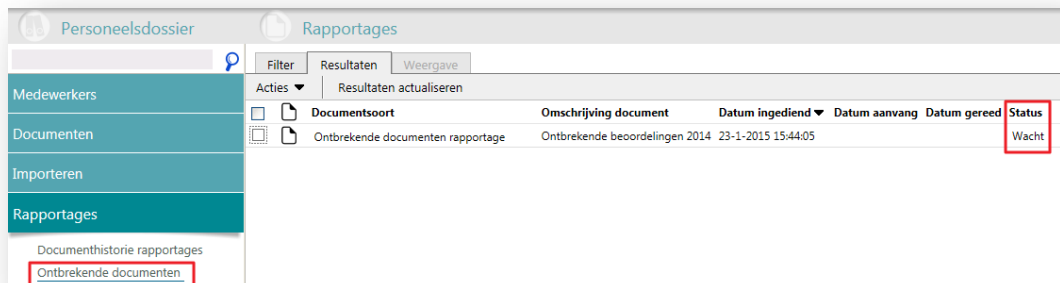 Personeelsdossier
Rapportages
Filter Resultaten Weergave
Acties ▼ Resultaten actualiseren
Medewerkers
Documenten
Importeren
Rapportages
Documenthistorie rapportages
Ontbrekende documenten
Documentsoort Omschrijving document Datum ingediend ▼ Datum aanvang Datum gereed Status
Ontbrekende documenten rapportage Ontbrekende beoordelingen 2014 23-1-2015 15:44:05 Wacht